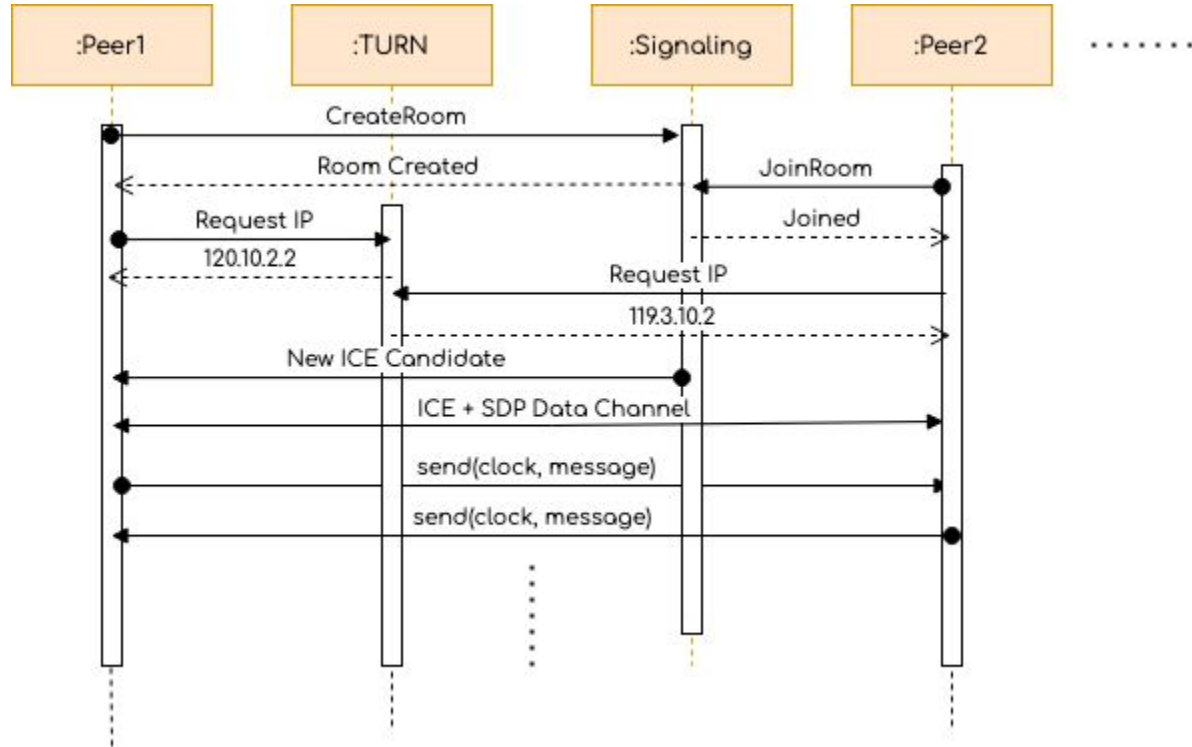 :Peer1
:TURN
:Signaling
:Peer2
CreateRoom
Room Created
JoinRoom
Request IP
Joined
120.10.2.2
Request IP
119.3.10.2
New ICE Candidate
ICE + SDP Data Channel
send(clock, message)
send(clock, message)